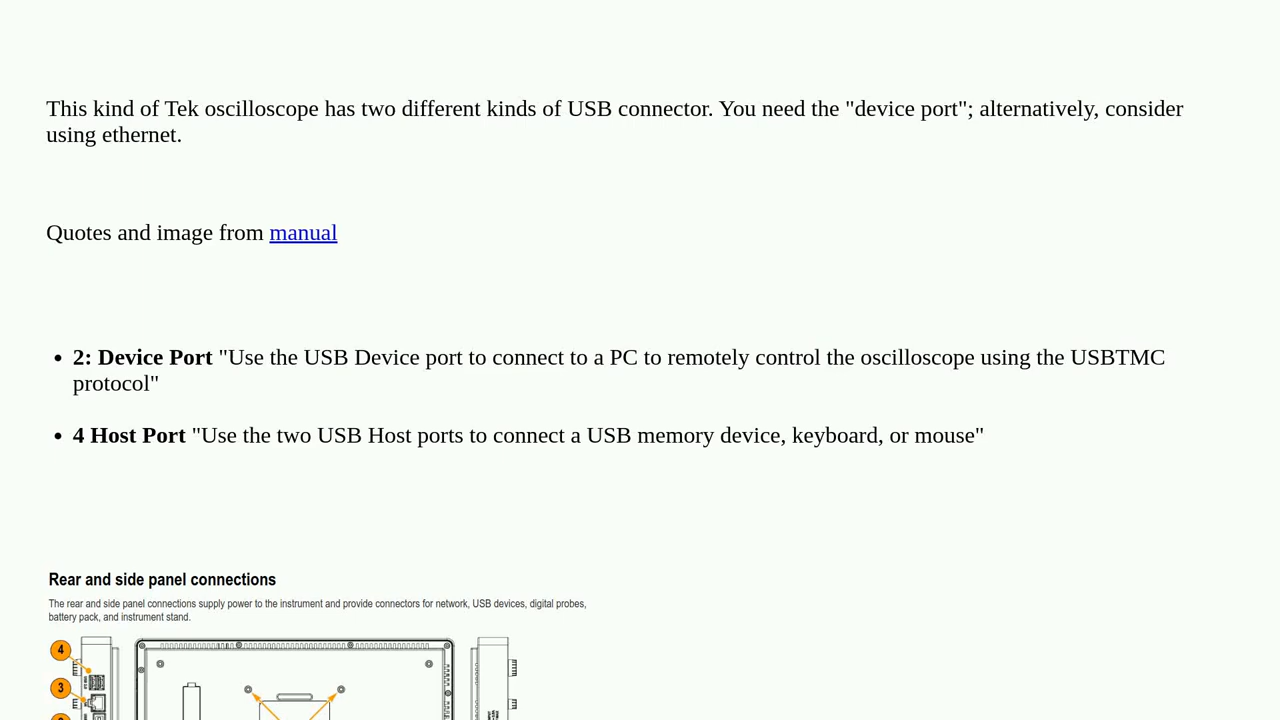 This kind of Tek oscilloscope has two different kinds of USB connector. You need the "device port"; alternatively, consider
using ethernet.
Quotes and image from manual
• 2: Device Port "Use the USB Device port to connect to a PC to remotely control the oscilloscope using the USBTMC
protocol"
• 4 Host Port "Use the two USB Host ports to connect a USB memory device, keyboard, or mouse"
Rear and side panel connections
The rear and side panel connections supply power to the instrument and provide connectors for network, USB devices, digital probes,
battery pack, and instrument stand.
4
3